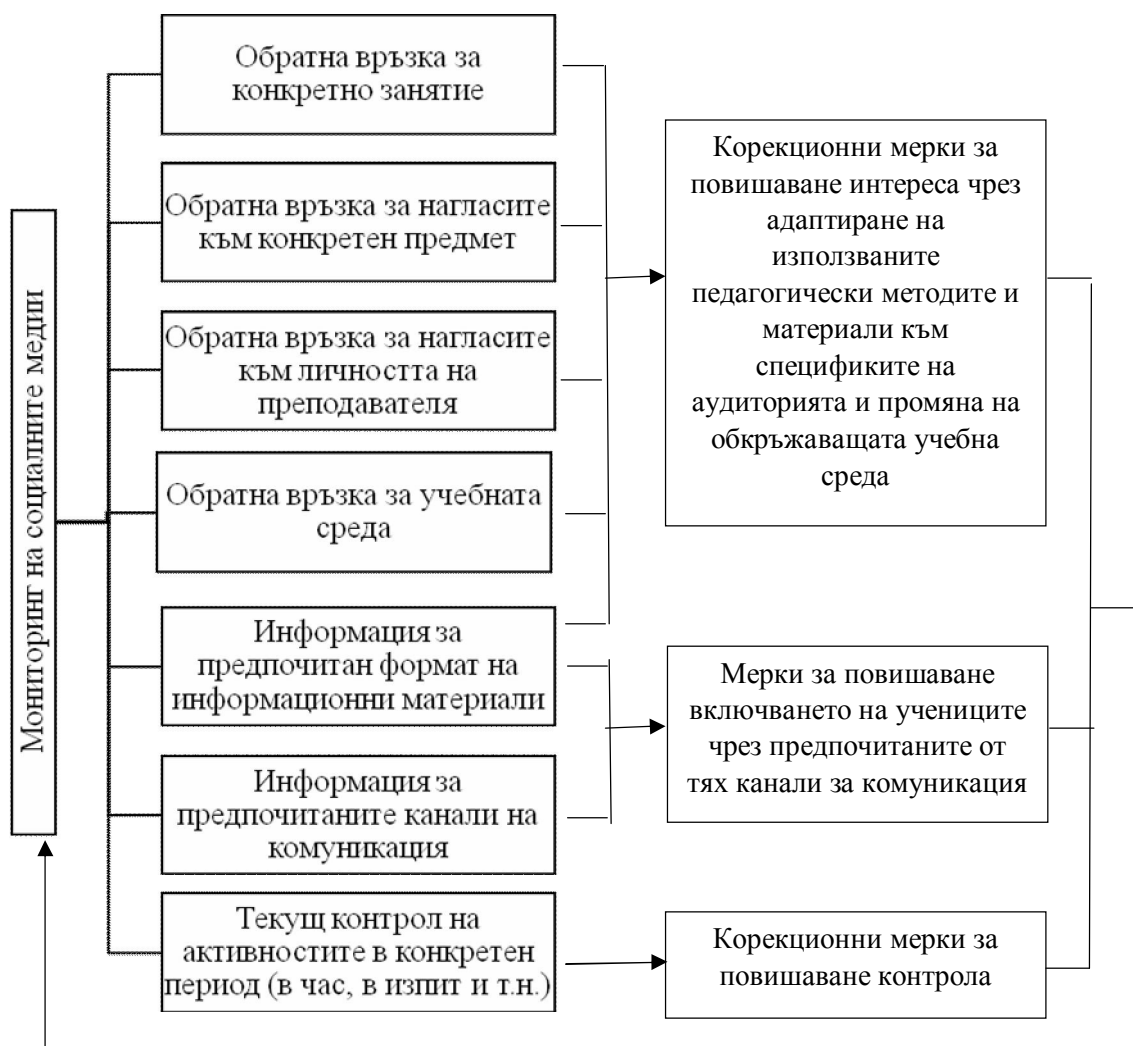 Мониторинг на социалните медии
Обратна връзка за
конкретно занятие
Обратна връзка за нагласите
към конкретен предмет
Обратна връзка за нагласите
към личността на
преподавателя
Обратна връзка за учебната
среда
Информация за
предпочитан формат на
информационни материали
Информация за
предпочитаните канали на
комуникация
Текущ контрол на
активностите в конкретен
период (в час, в изпит и т.н.)
Корекционни мерки за
повишаване интереса чрез
адаптиране на
използваните
педагогически методите и
материали към
спецификите на
аудиторията и промяна на
обкръжаващата учебна
среда
Мерки за повишаване
включването на учениците
чрез предпочитаните от
тях канали за комуникация
Корекционни мерки за
повишаване контрола